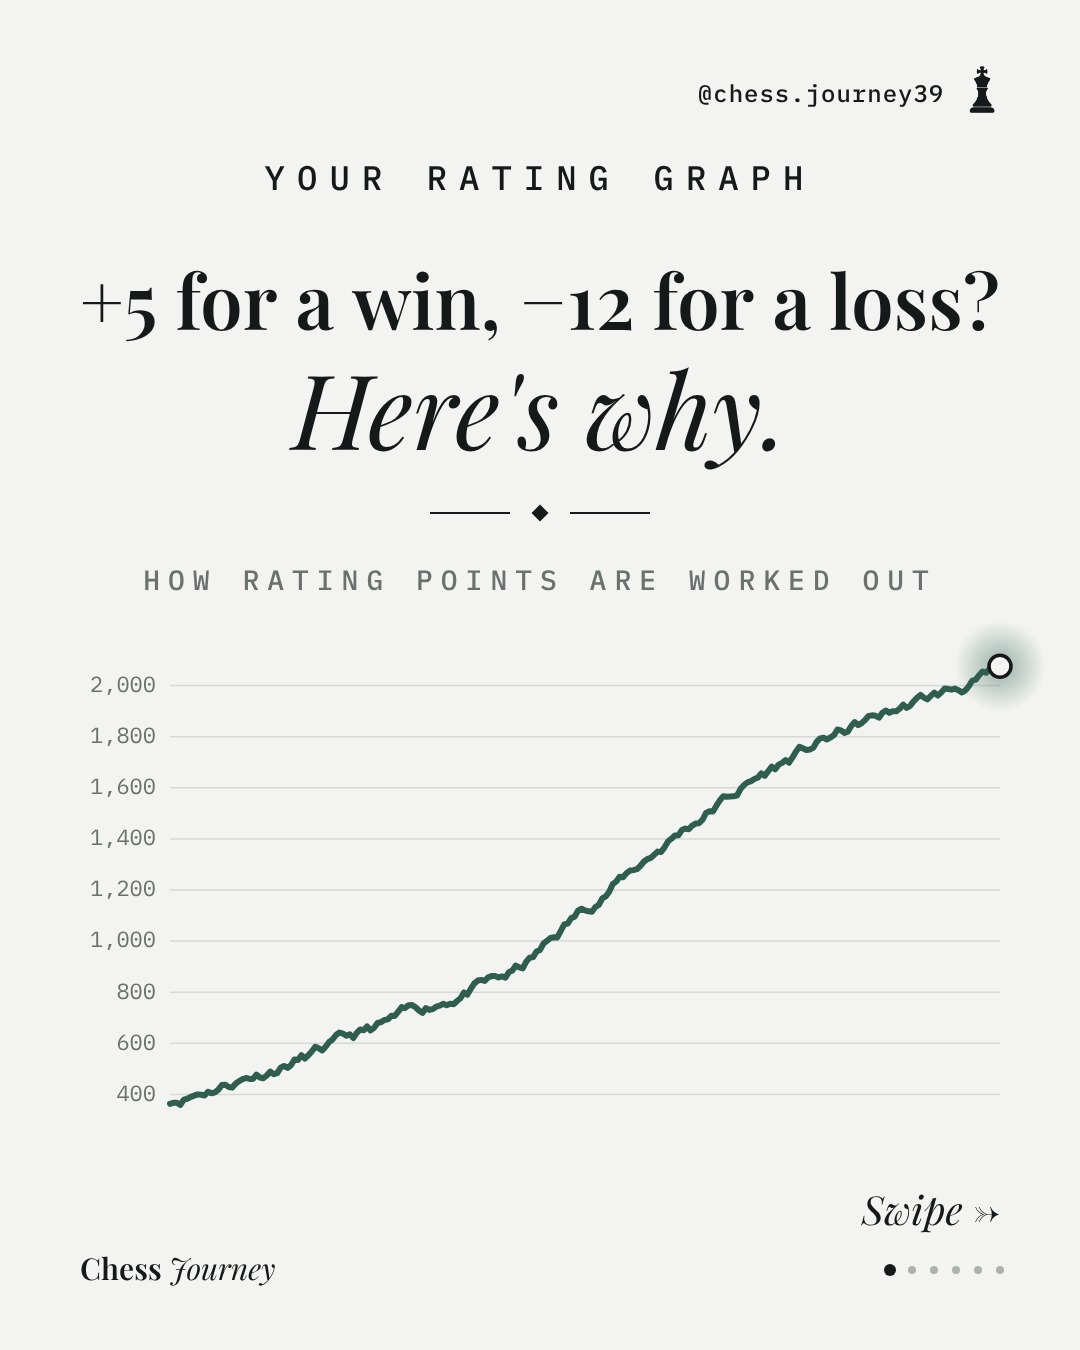 @chess.journey39
YOUR RATING GRAPH
+5 for a win, −12 for a loss?
Here's why.
HOW RATING POINTS ARE WORKED OUT
2,000
1,800
1,600
1,400
1,200
1,000
800
600
400
Swipe
Chess Journey